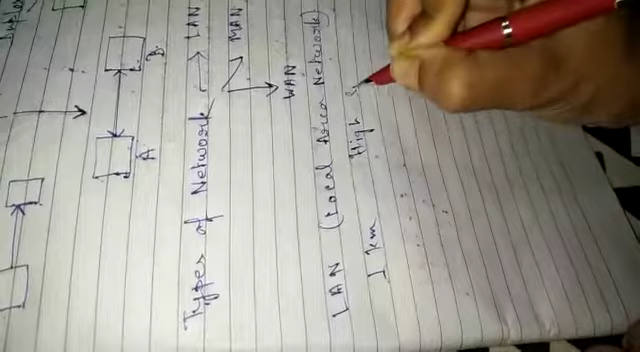 A B
Types of Network → LAN
MAN
WAN
LAN (Local Area Network)
1 km High